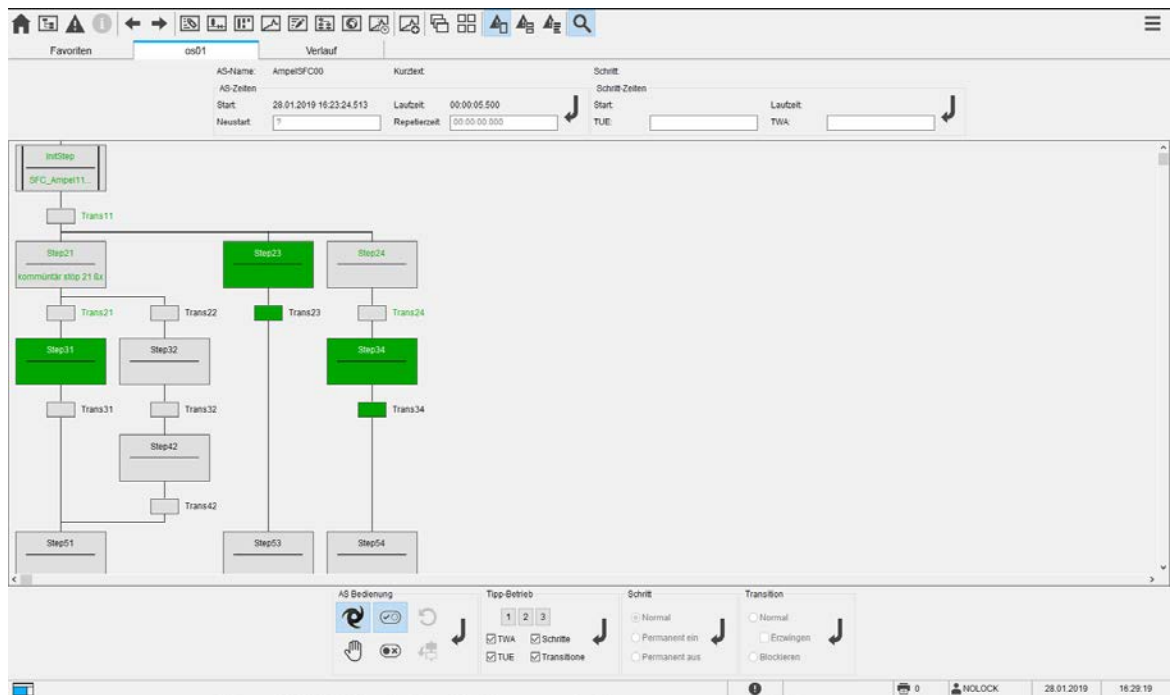 Favoriten os01 Verlauf
AS-Name: AmpelSFC00 Kurztext: Schritt:
AS-Zeiten Schritt-Zeiten
Start: 28.01.2019 16:23:24.513 Laufzeit: 00:00:05.500 Start: Laufzeit:
Neustart: ? Repetierzeit: 00:00:00.000 TUE: TWA:
InitStep
SFC_Ampel11...
Trans11
Step21 Step23 Step24
Trans21 Trans22 Trans23 Trans24
Step31 Step32 Step34
Trans31 Trans32 Trans34
Step42
Trans42
Step51 Step53 Step54
AS Bedienung Tipp-Betrieb Schritt Transition
1 2 3 Normal Normal
TWA Schritte Permanent ein Erzwingen
TUE Transitione Permanent aus Blockieren
0 NOLOCK 28.01.2019 16:29:19